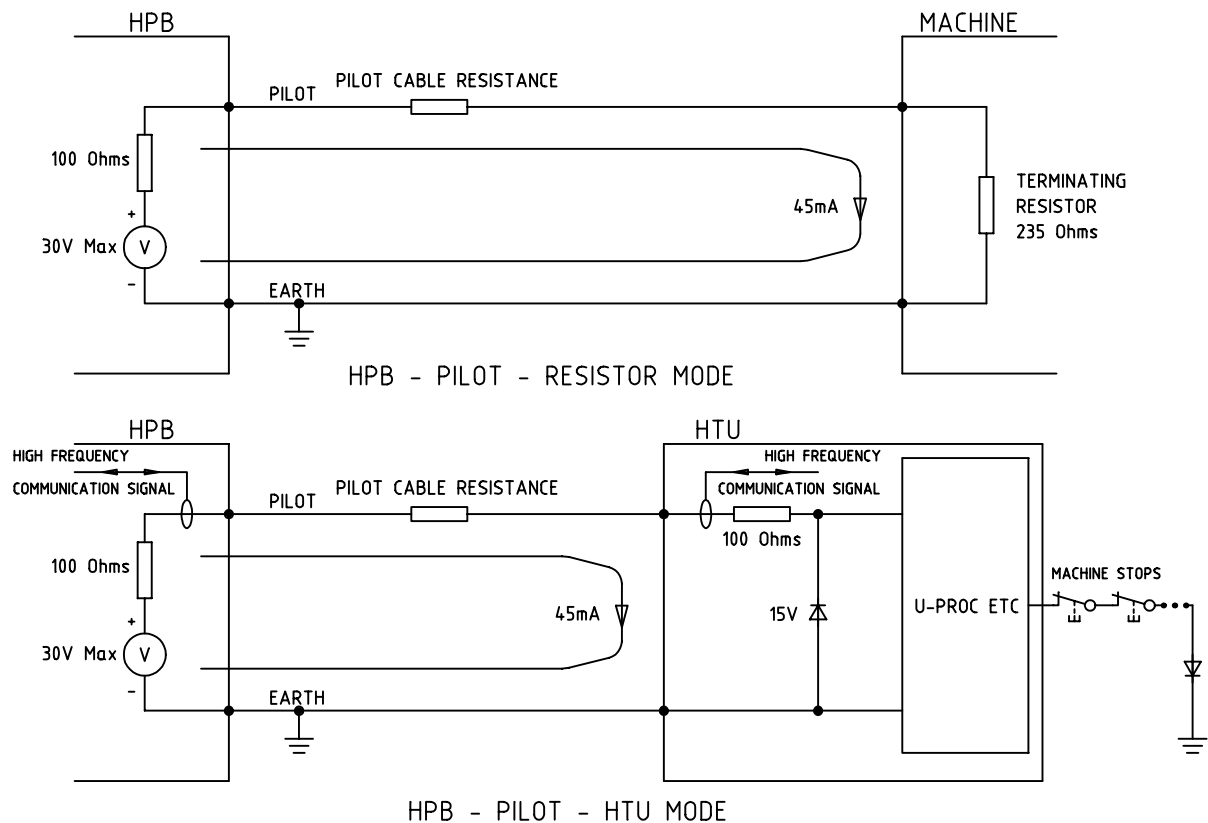 HPB
MACHINE
PILOT CABLE RESISTANCE
PILOT
100 Ohms
+
30V Max
V
-
45mA
TERMINATING
RESISTOR
235 Ohms
EARTH
HPB - PILOT - RESISTOR MODE
HPB
HTU
HIGH FREQUENCY
COMMUNICATION SIGNAL
HIGH FREQUENCY
COMMUNICATION SIGNAL
PILOT CABLE RESISTANCE
PILOT
100 Ohms
100 Ohms
MACHINE STOPS
+
30V Max
V
-
45mA
15V
U-PROC ETC
EARTH
HPB - PILOT - HTU MODE